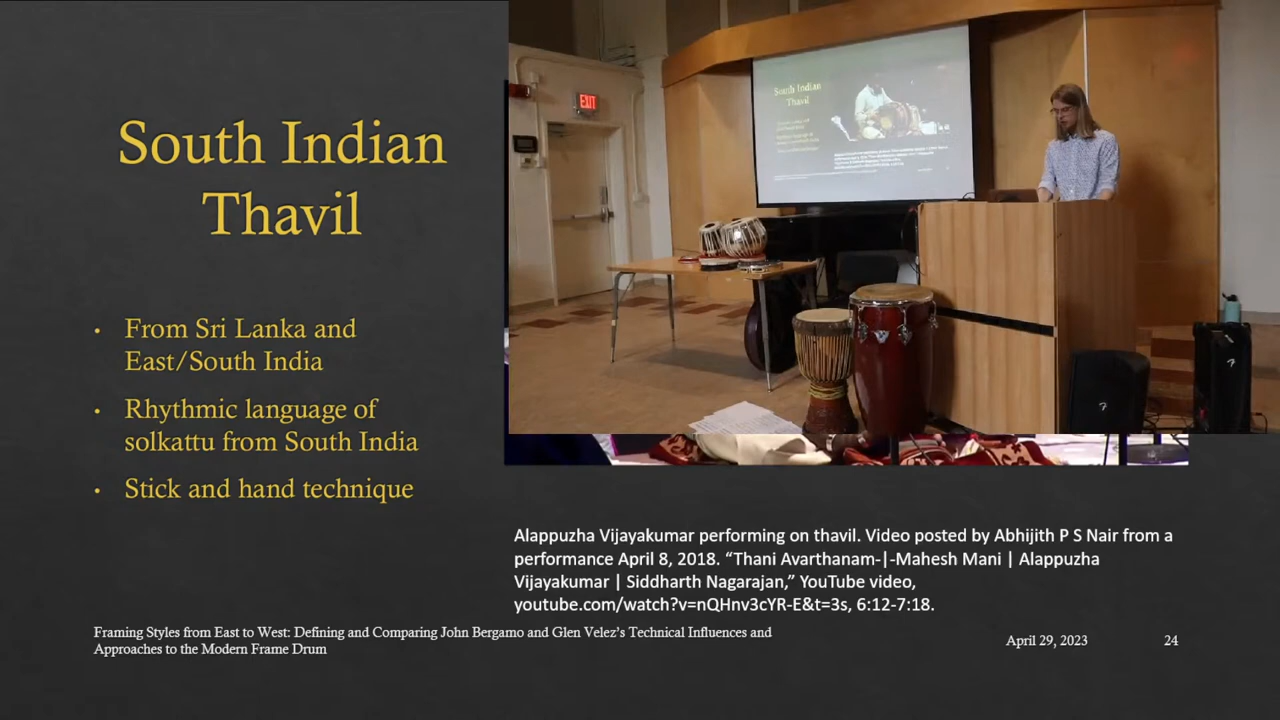 South Indian
Thavil
• From Sri Lanka and
East/South India
• Rhythmic language of
solkattu from South India
• Stick and hand technique
EXIT
South Indian
Thavil
Alappuzha Vijayakumar performing on thavil. Video posted by Abhijith P S Nair from a
performance April 8, 2018. “Thani Avarthanam-|-Mahesh Mani | Alappuzha
Vijayakumar | Siddharth Nagarajan,” YouTube video,
youtube.com/watch?v=nQHnv3cYR-E&t=3s, 6:12-7:18.
Framing Styles from East to West: Defining and Comparing John Bergamo and Glen Velez’s Technical Influences and
Approaches to the Modern Frame Drum
April 29, 2023
24